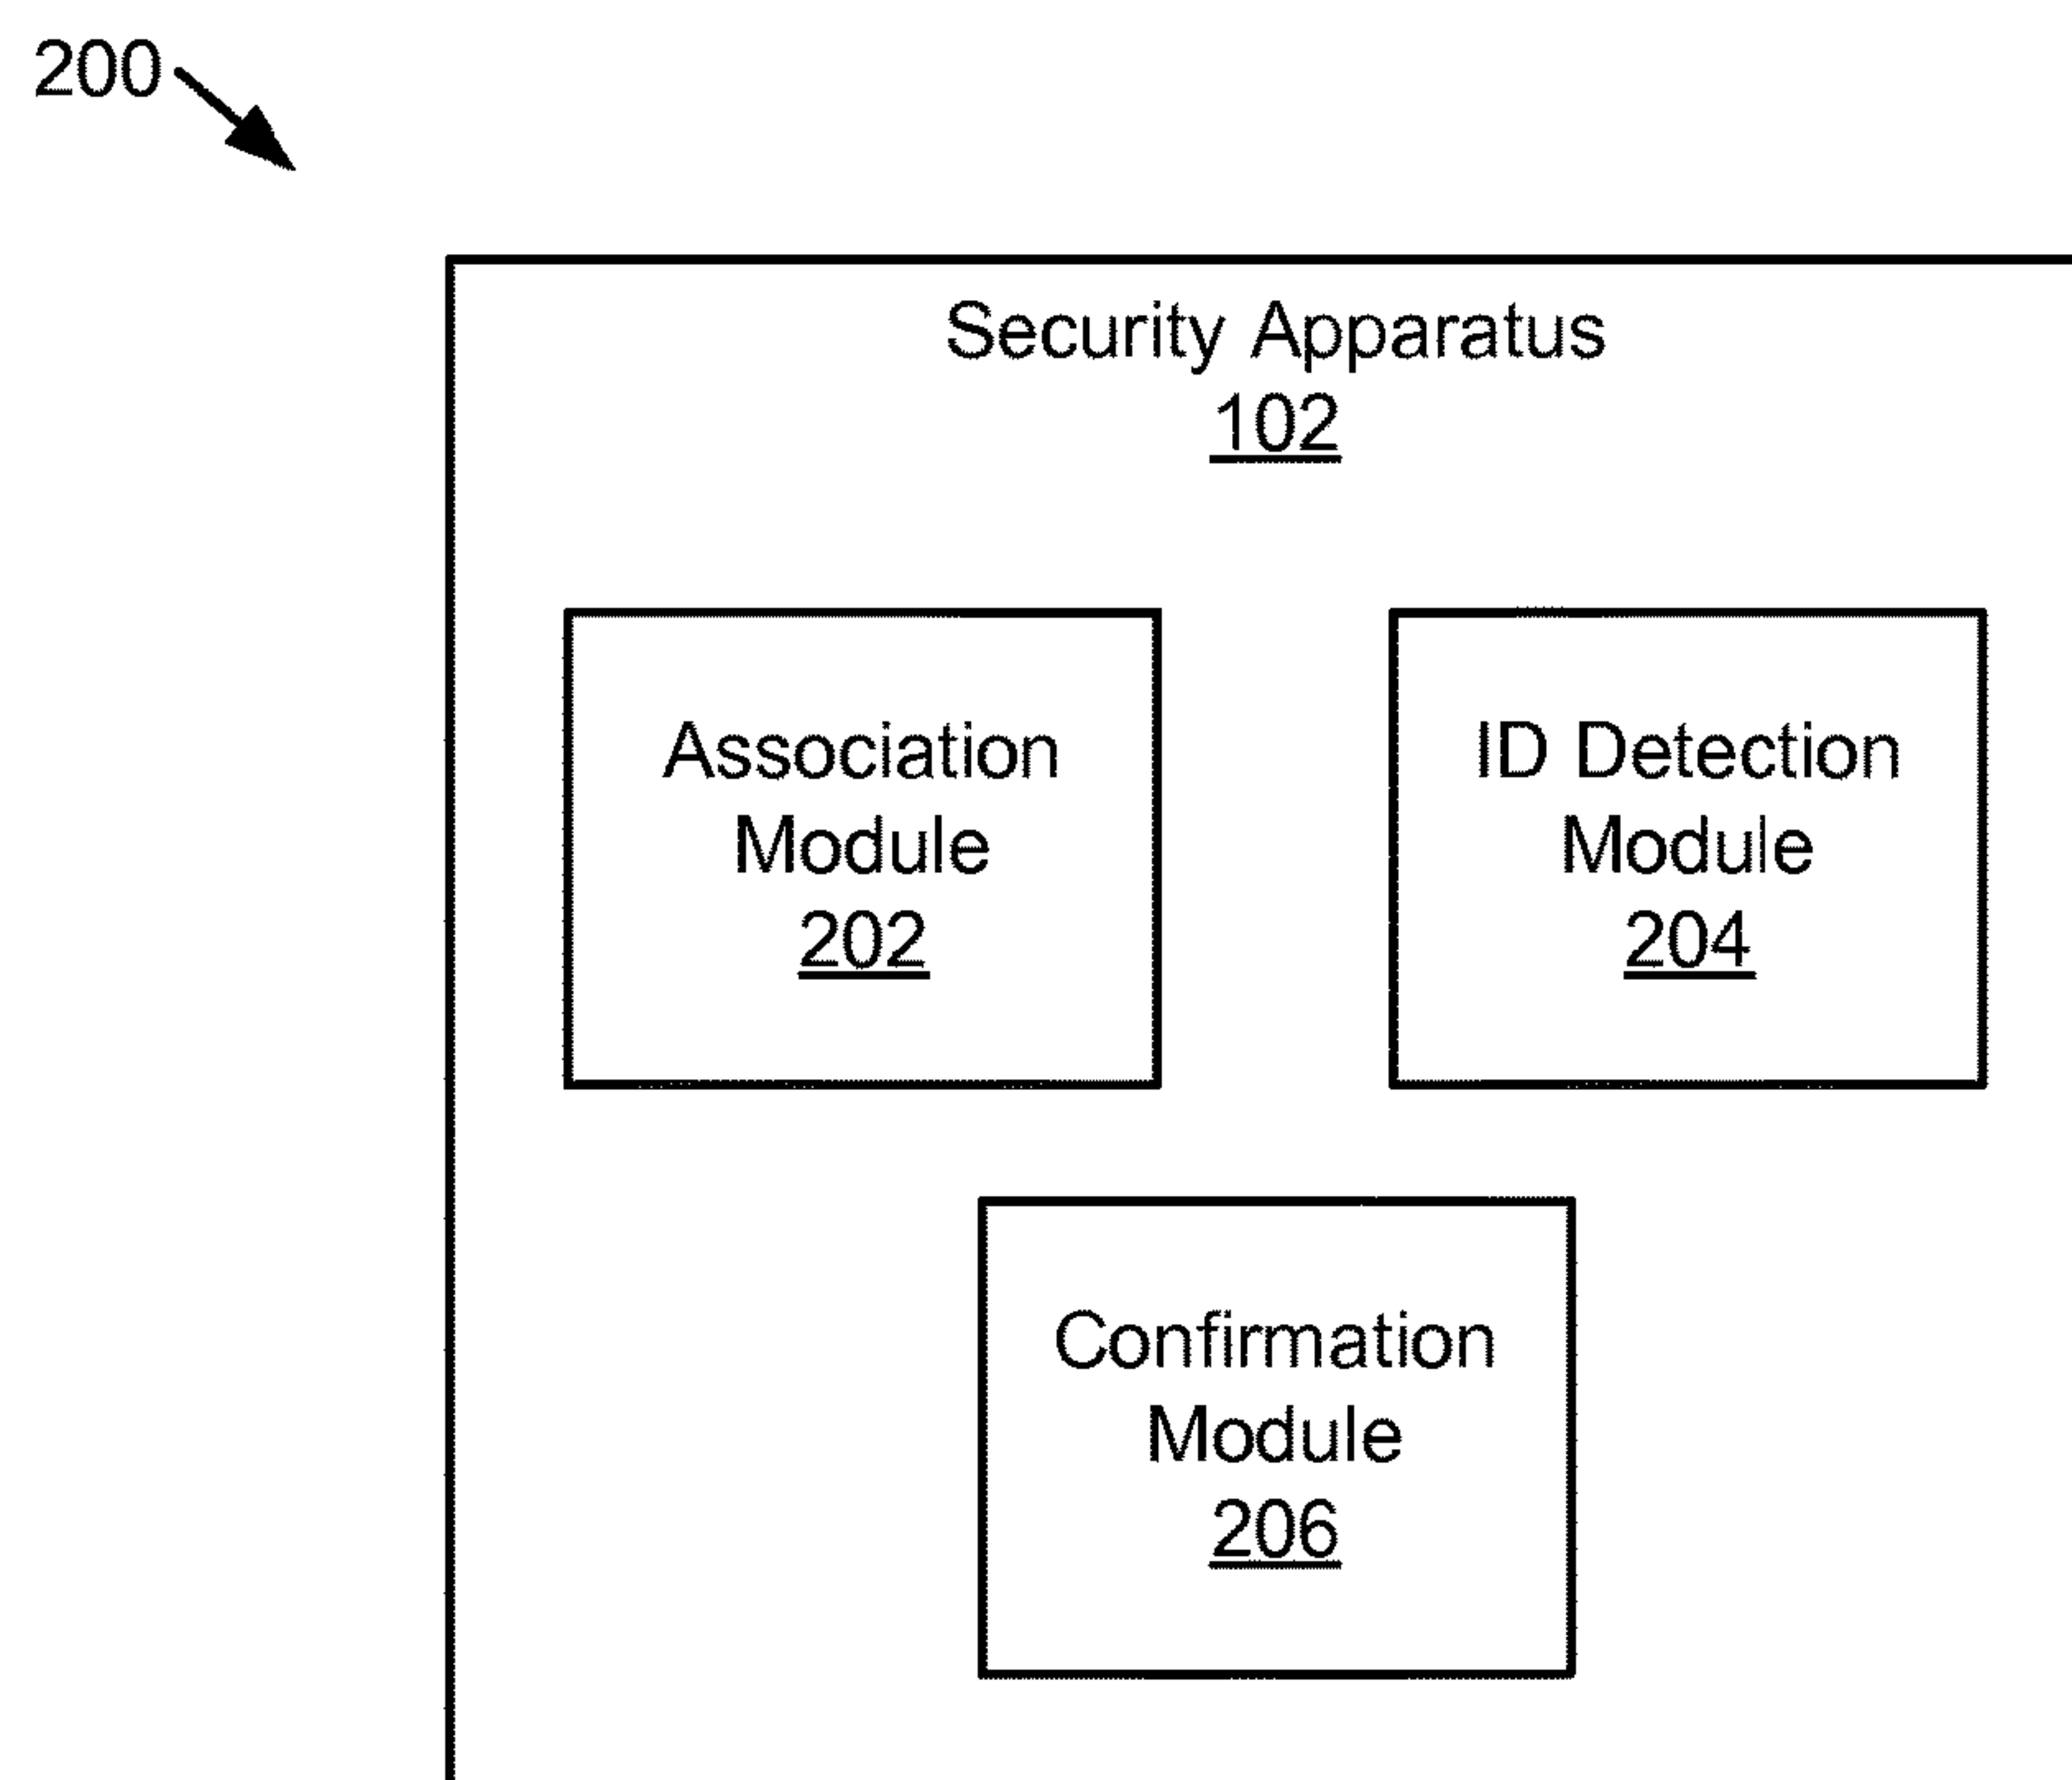 200
Security Apparatus
102
Association
Module
202
ID Detection
Module
204
Confirmation
Module
206